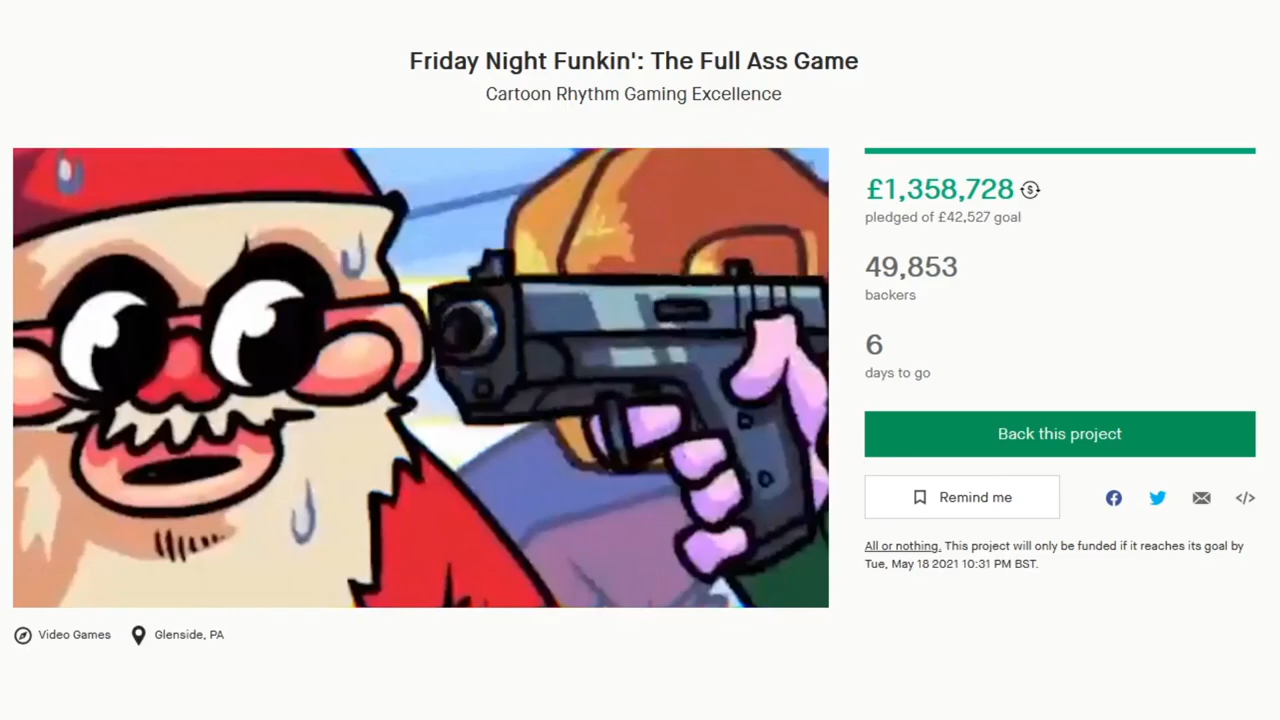 Friday Night Funkin': The Full Ass Game
Cartoon Rhythm Gaming Excellence
£1,358,728
pledged of £42,527 goal
49,853
backers
6
days to go
Back this project
Remind me
All or nothing. This project will only be funded if it reaches its goal by
Tue, May 18 2021 10:31 PM BST.
Video Games
Glenside, PA